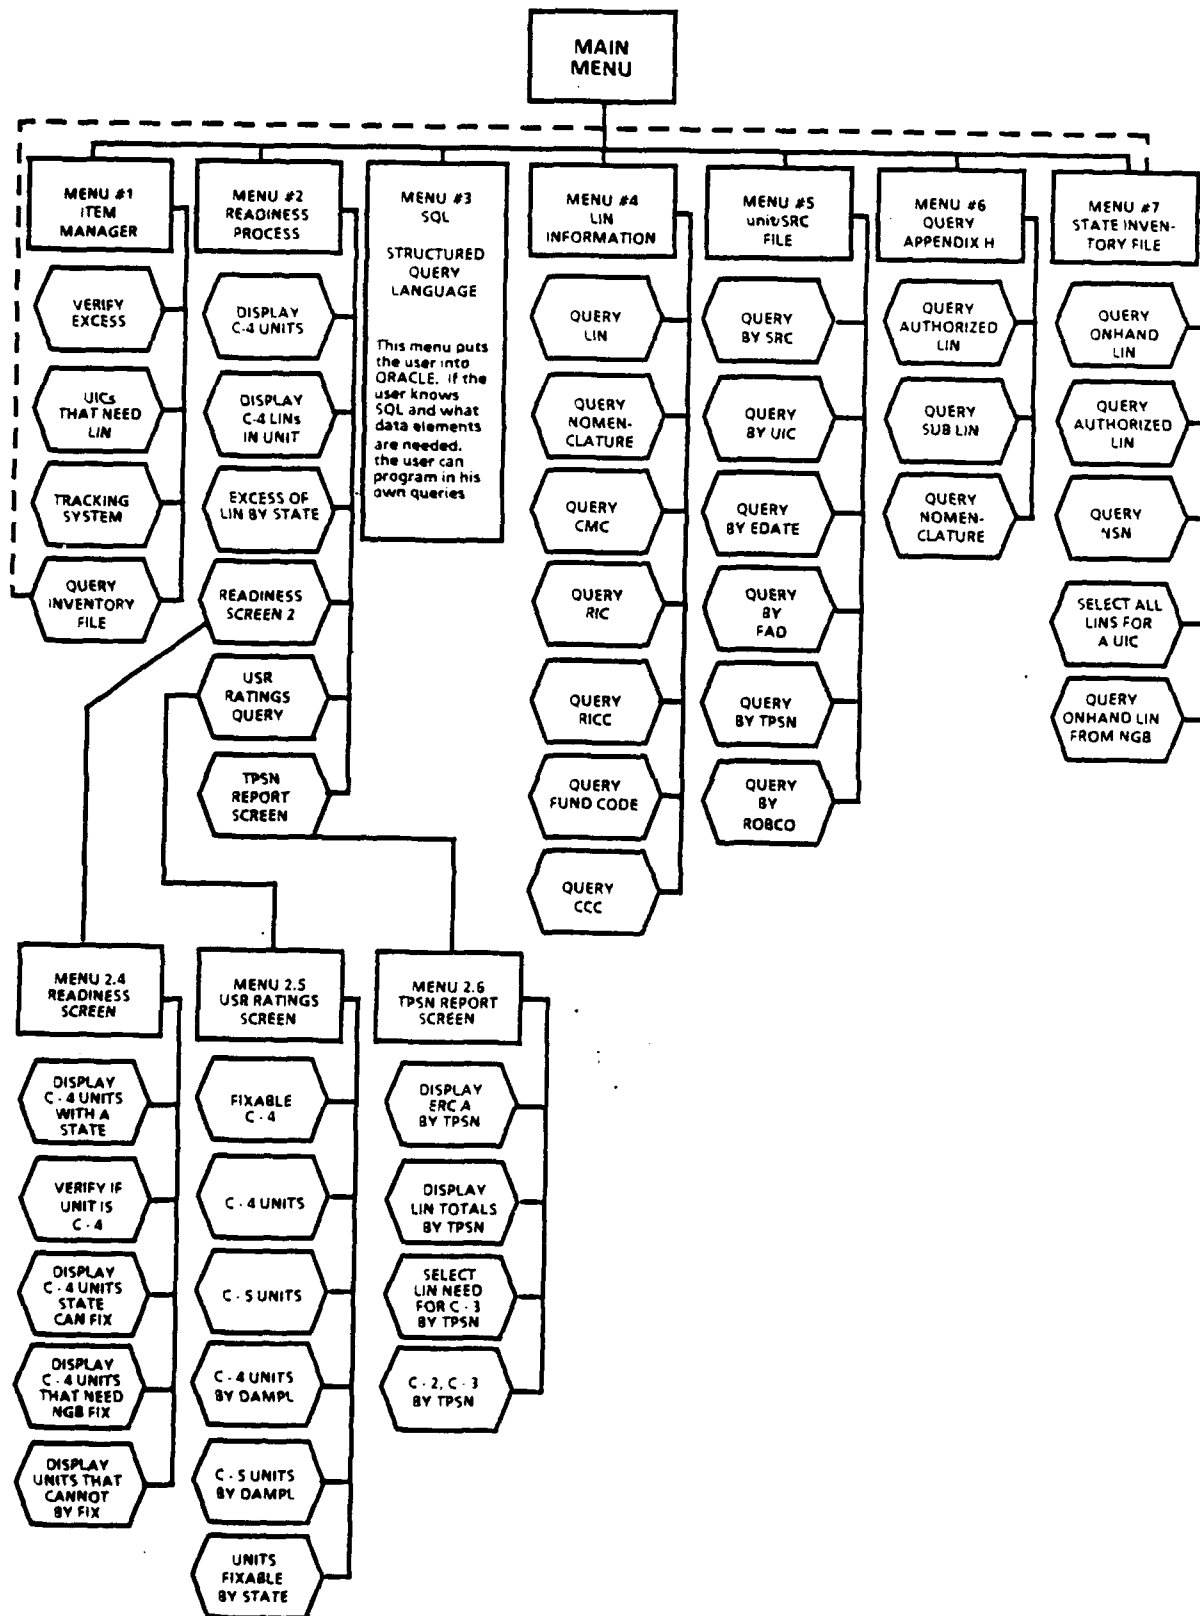 MAIN
MENU
MENU #1
ITEM
MANAGER
VERIFY
EXCESS
UICs
THAT NEED
LIN
TRACKING
SYSTEM
QUERY
INVENTORY
FILE
MENU #2
READINESS
PROCESS
DISPLAY
C-4 UNITS
DISPLAY
C-4 LINs
IN UNIT
EXCESS OF
LIN BY STATE
READINESS
SCREEN 2
USR
RATINGS
QUERY
TPSN
REPORT
SCREEN
MENU #3
SQL
STRUCTURED
QUERY
LANGUAGE
This menu puts
the user into
ORACLE. If the
user knows
SQL and what
data elements
are needed.
the user can
program in his
own queries
MENU #4
LIN
INFORMATION
QUERY
LIN
QUERY
NOMEN-
CLATURE
QUERY
CMC
QUERY
RIC
QUERY
RICC
QUERY
FUND CODE
QUERY
CCC
MENU #5
unit/SRC
FILE
QUERY
BY SRC
QUERY
BY UIC
QUERY
BY EDATE
QUERY
BY
FAD
QUERY
BY TPSN
QUERY
BY
ROBCO
MENU #6
QUERY
APPENDIX H
QUERY
AUTHORIZED
LIN
QUERY
SUB LIN
QUERY
NOMEN-
CLATURE
MENU #7
STATE INVEN-
TORY FILE
QUERY
ONHAND
LIN
QUERY
AUTHORIZED
LIN
QUERY
NSN
SELECT ALL
LINS FOR
A UIC
QUERY
ONHAND LIN
FROM NGB
MENU 2.4
READINESS
SCREEN
DISPLAY
C - 4 UNITS
WITH A
STATE
VERIFY IF
UNIT IS
C - 4
DISPLAY
C - 4 UNITS
STATE
CAN FIX
DISPLAY
C - 4 UNITS
THAT NEED
NGB FIX
DISPLAY
UNITS THAT
CANNOT
BY FIX
MENU 2.5
USR RATINGS
SCREEN
FIXABLE
C - 4
C - 4 UNITS
C - 5 UNITS
C - 4 UNITS
BY DAMPL
C - 5 UNITS
BY DAMPL
UNITS
FIXABLE
BY STATE
MENU 2.6
TPSN REPORT
SCREEN
DISPLAY
ERC A
BY TPSN
DISPLAY
LIN TOTALS
BY TPSN
SELECT
LIN NEED
FOR C - 3
BY TPSN
C - 2, C - 3
BY TPSN